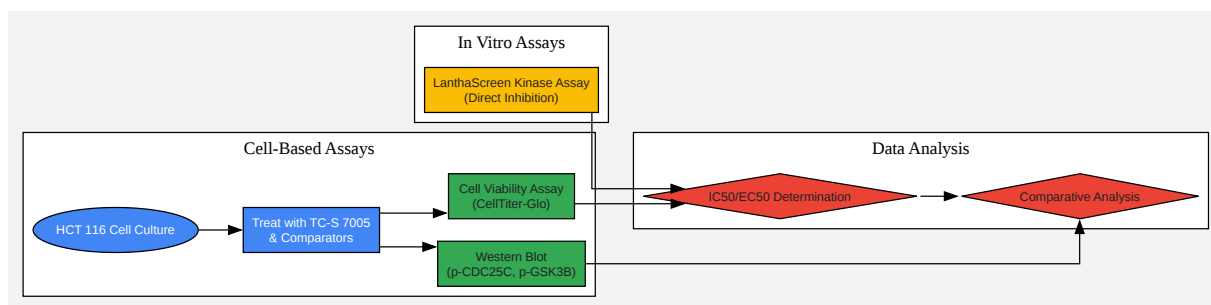 In Vitro Assays
LanthaScreen Kinase Assay
(Direct Inhibition)
Cell-Based Assays
HCT 116 Cell Culture
Treat with TC-S 7005
& Comparators
Cell Viability Assay
(CellTiter-Glo)
Western Blot
(p-CDC25C, p-GSK3B)
Data Analysis
IC50/EC50 Determination
Comparative Analysis